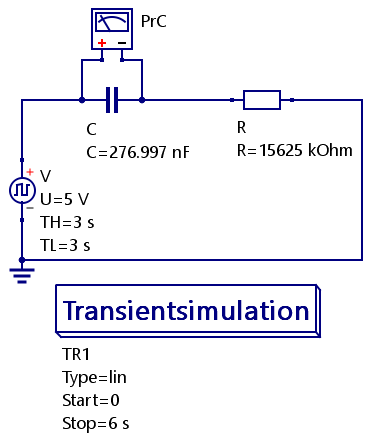 PrC
+ −
C
C=276.997 nF
R
R=15625 kOhm
+
V
U=5 V
TH=3 s
TL=3 s
−
Transientsimulation
TR1
Type=lin
Start=0
Stop=6 s